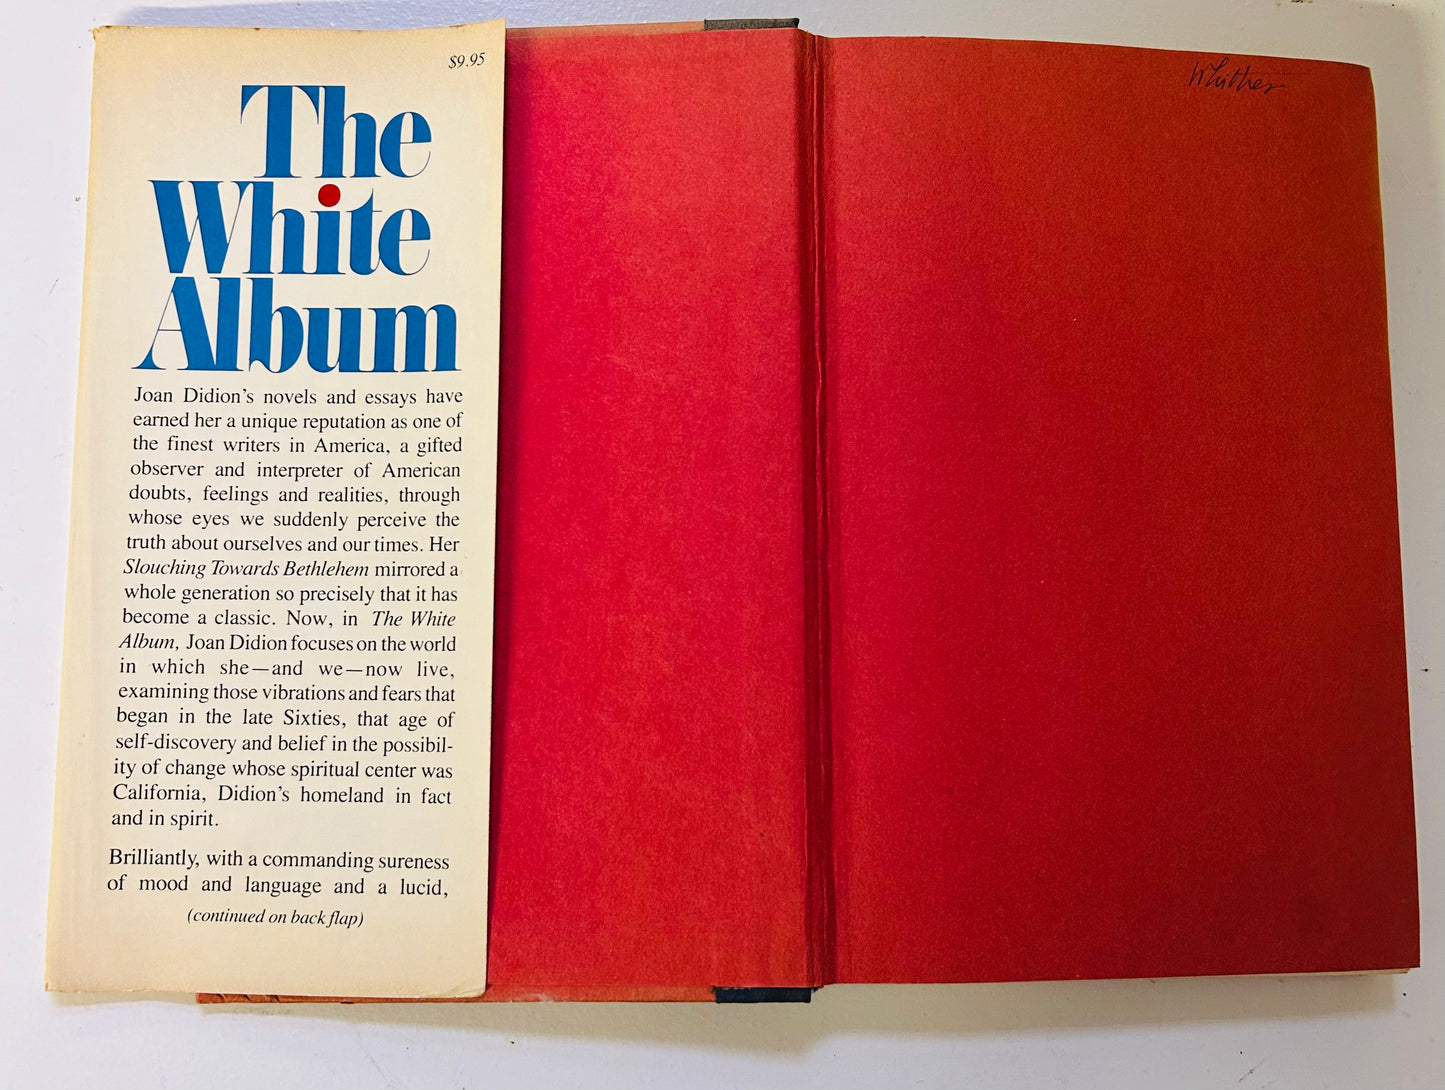 $9.95
The
White
Album
Joan Didion's novels and essays have
earned her a unique reputation as one of
the finest writers in America, a gifted
observer and interpreter of American
doubts, feelings and realities, through
whose eyes we suddenly perceive the
truth about ourselves and our times. Her
Slouching Towards Bethlehem mirrored a
whole generation so precisely that it has
become a classic. Now, in The White
Album, Joan Didion focuses on the world
in which she—and we—now live,
examining those vibrations and fears that
began in the late Sixties, that age of
self-discovery and belief in the possibil-
ity of change whose spiritual center was
California, Didion's homeland in fact
and in spirit.
Brilliantly, with a commanding sureness
of mood and language and a lucid,
(continued on back flap)